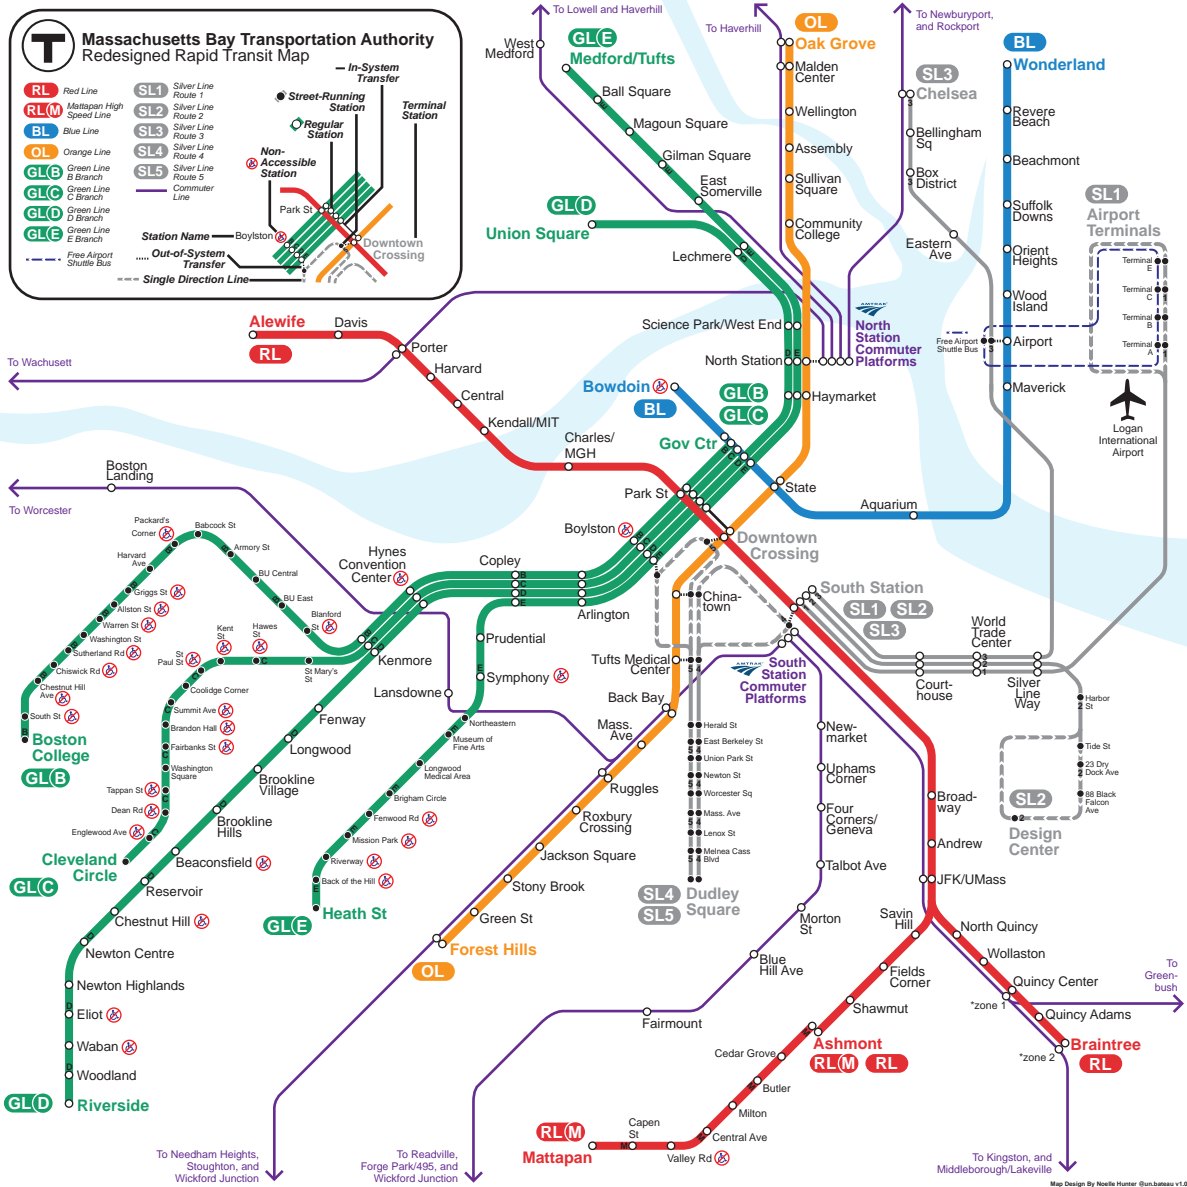 Massachusetts Bay Transportation Authority
Redesigned Rapid Transit Map
T
RL Red Line
RL M Mattapan High
Speed Line
BL Blue Line
OL Orange Line
GL B Green Line
B Branch
GL C Green Line
C Branch
GL D Green Line
D Branch
GL E Green Line
E Branch
Free Airport
Shuttle Bus
SL1 Silver Line
Route 1
SL2 Silver Line
Route 2
SL3 Silver Line
Route 3
SL4 Silver Line
Route 4
SL5 Silver Line
Route 5
Commuter
Line
In-System
Transfer
Street-Running
Station
Terminal
Station
Regular
Station
Non-
Accessible
Station
Park St
Station Name
Boylston
Out-of-System
Transfer
Single Direction Line
Downtown
Crossing
To Lowell and Haverhill
To Haverhill
To Newburyport,
and Rockport
West
Medford
GL E
Medford/Tufts
Ball Square
Magoun Square
Gilman Square
East
Somerville
GL D
Union Square
Lechmere
Science Park/West End
North Station
Haymarket
GL B
GL C
Gov Ctr
OL
Oak Grove
Malden
Center
Wellington
Assembly
Sullivan
Square
Community
College
AMTRAK
North
Station
Commuter
Platforms
SL3
Chelsea
Bellingham
Sq
Box
District
Eastern
Ave
BL
Wonderland
Revere
Beach
Beachmont
Suffolk
Downs
Orient
Heights
Wood
Island
Airport
Maverick
Free Airport
Shuttle Bus
SL1
Airport
Terminals
Terminal
E
Terminal
C
Terminal
B
Terminal
A
Logan
International
Airport
Alewife
RL
Davis
Porter
Harvard
Central
Kendall/MIT
Charles/
MGH
Park St
To Wachusett
Bowdoin
BL
State
Aquarium
Downtown
Crossing
Boston
Landing
To Worcester
Packard's
Corner
Babcock St
Harvard
Ave
Armory St
Griggs St
BU Central
Allston St
BU East
Warren St
Blanford
St
Washington St
Sutherland Rd
Chiswick Rd
Chestnut Hill
Ave
South St
Boston
College
GL B
Hynes
Convention
Center
Copley
Boylston
Arlington
Kenmore
Kent
St
Hawes
St
St
Paul St
St Mary's
St
Coolidge Corner
Summit Ave
Brandon Hall
Fairbanks St
Washington
Square
Tappan St
Dean Rd
Englewood Ave
Cleveland
Circle
GL C
Lansdowne
Fenway
Longwood
Brookline
Village
Brookline
Hills
Beaconsfield
Reservoir
Chestnut Hill
Newton Centre
Newton Highlands
Eliot
Waban
Woodland
GL D
Riverside
Prudential
Symphony
Northeastern
Museum of
Fine Arts
Longwood
Medical Area
Brigham Circle
Fenwood Rd
Mission Park
Riverway
Back of the Hill
GL E
Heath St
China-
town
Tufts Medical
Center
Back Bay
Mass.
Ave
Ruggles
Roxbury
Crossing
Jackson Square
Stony Brook
Green St
Forest Hills
OL
South Station
SL1 SL2
SL3
AMTRAK
South
Station
Commuter
Platforms
Herald St
East Berkeley St
Union Park St
Newton St
Worcester Sq
Mass. Ave
Lenox St
Melnea Cass
Blvd
SL4
SL5
Dudley
Square
World
Trade
Center
Court-
house
Silver
Line
Way
Harbor
St
Tide St
23 Dry
Dock Ave
88 Black
Falcon
Ave
SL2
Design
Center
New-
market
Uphams
Corner
Four
Corners/
Geneva
Talbot Ave
Morton
St
Blue
Hill Ave
Fairmount
Broad-
way
Andrew
JFK/UMass
Savin
Hill
Fields
Corner
Shawmut
Ashmont
RL M RL
Cedar Grove
Butler
Milton
Central Ave
Valley Rd
Capen
St
RL M
Mattapan
North Quincy
Wollaston
Quincy Center
*zone 1
Quincy Adams
*zone 2
Braintree
RL
To
Green-
bush
To Needham Heights,
Stoughton, and
Wickford Junction
To Readville,
Forge Park/495, and
Wickford Junction
To Kingston, and
Middleborough/Lakeville
Map Design By Noelle Hunter @un.bateau v1.0